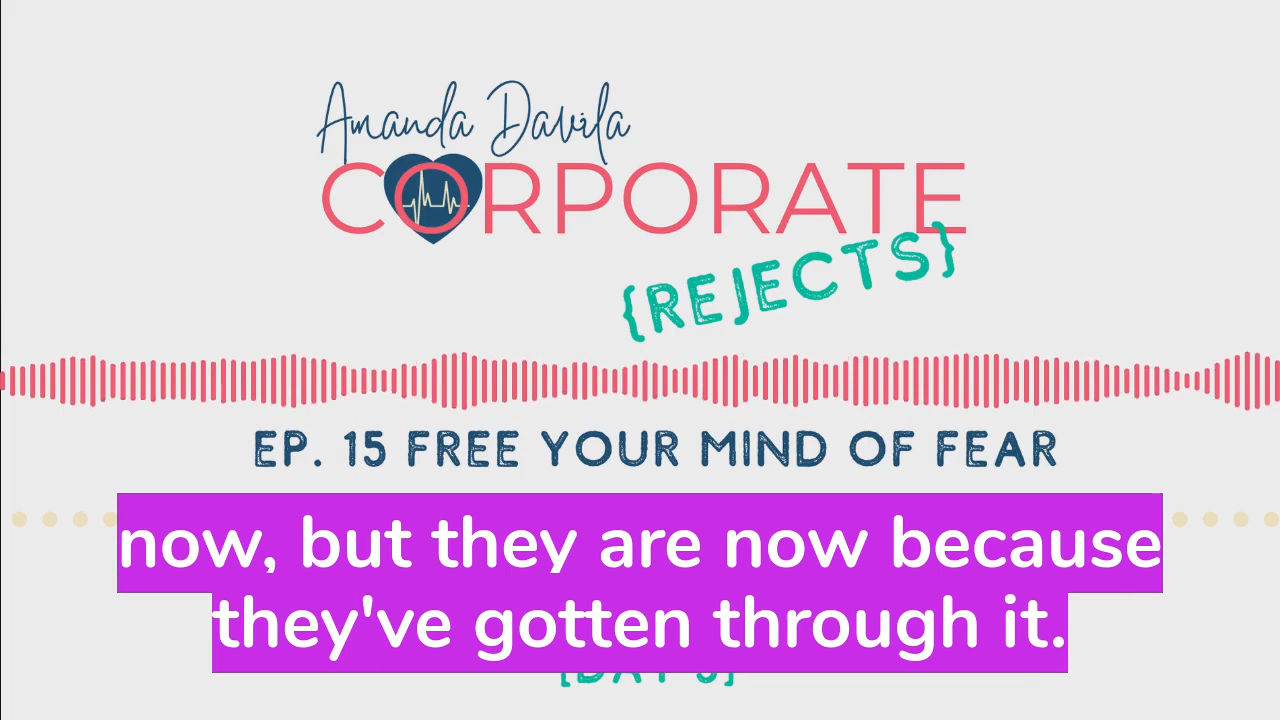 Amanda Davila
CORPORATE
{REJECTS}
EP. 15 FREE YOUR MIND OF FEAR
now, but they are now because
they've gotten through it.